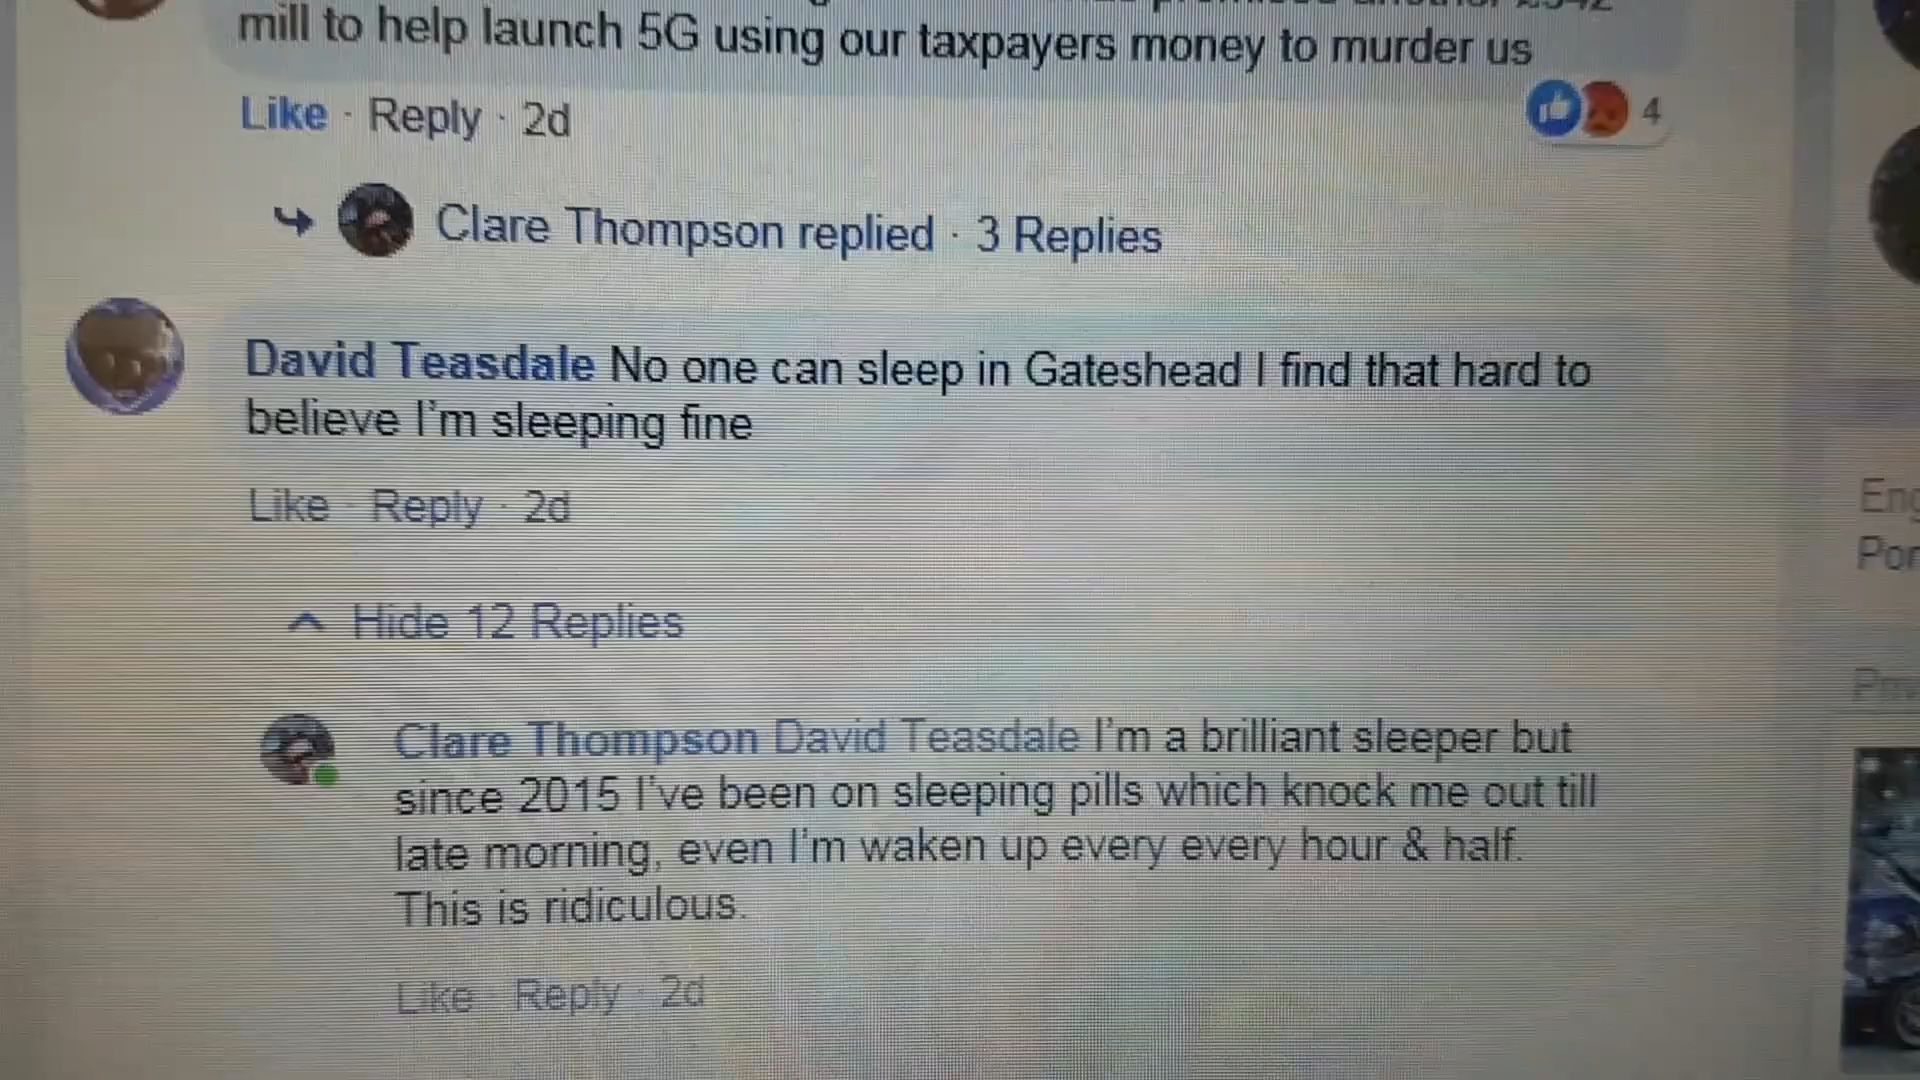 mill to help launch 5G using our taxpayers money to murder us
Like · Reply · 2d
4
Clare Thompson replied · 3 Replies
David Teasdale No one can sleep in Gateshead I find that hard to
believe I'm sleeping fine
Like · Reply · 2d
Hide 12 Replies
Clare Thompson David Teasdale I'm a brilliant sleeper but
since 2015 I've been on sleeping pills which knock me out till
late morning, even I'm waken up every every hour & half.
This is ridiculous.
Like · Reply · 2d